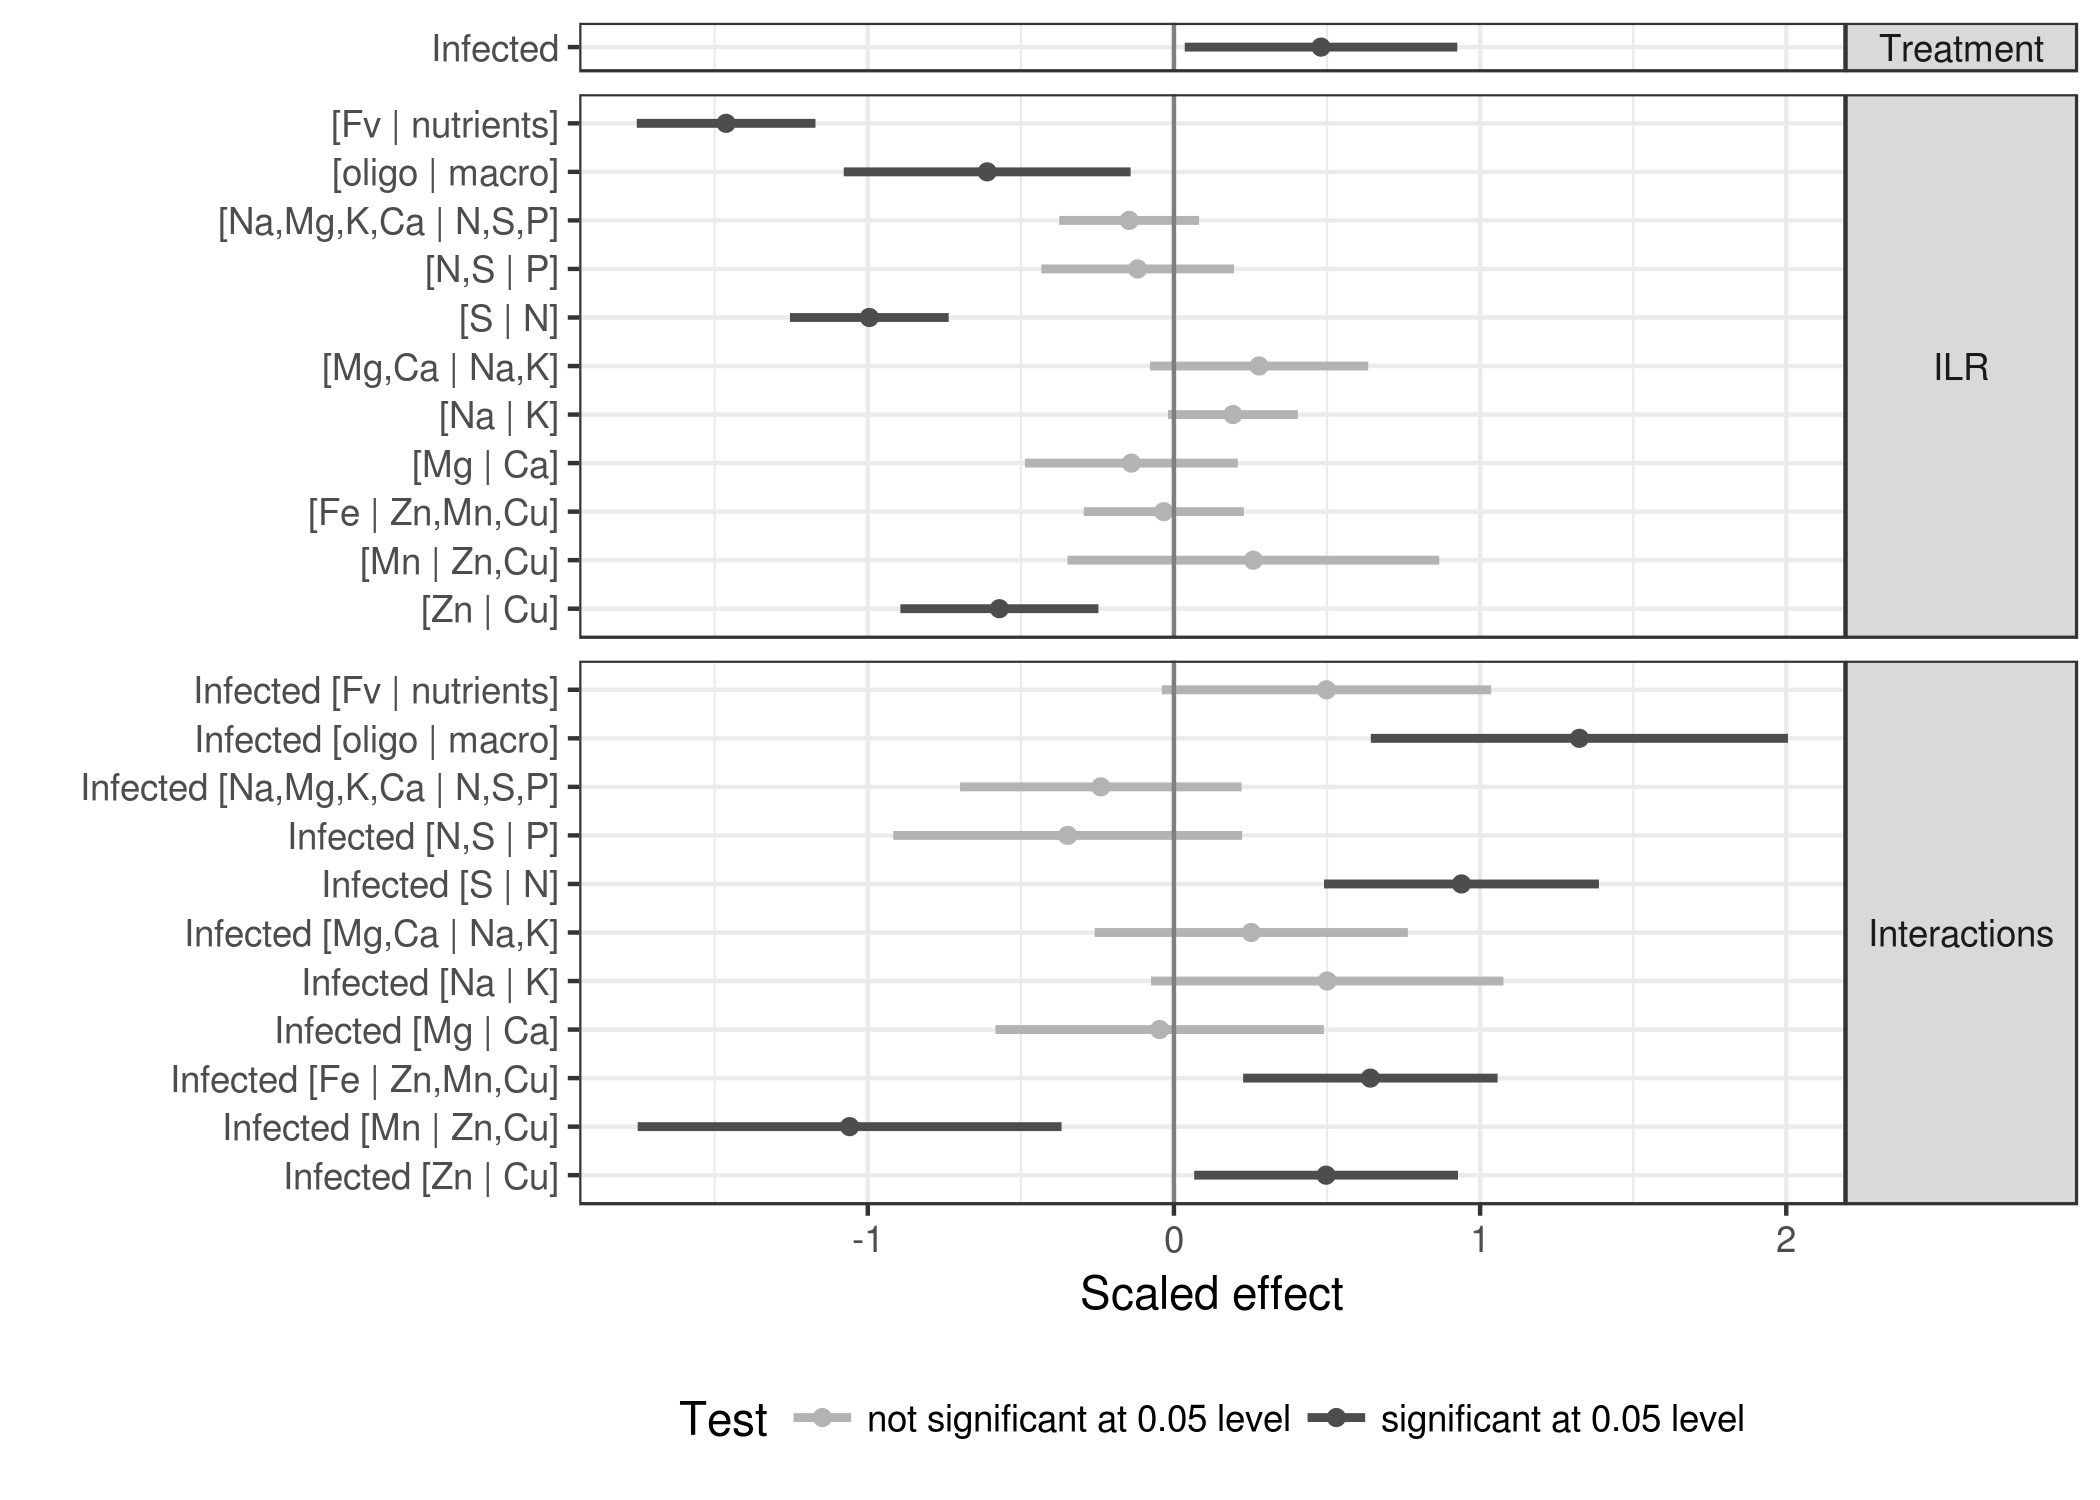 Infected
Treatment
[Fv | nutrients]
[oligo | macro]
[Na,Mg,K,Ca | N,S,P]
[N,S | P]
[S | N]
[Mg,Ca | Na,K]
[Na | K]
[Mg | Ca]
[Fe | Zn,Mn,Cu]
[Mn | Zn,Cu]
[Zn | Cu]
ILR
Infected [Fv | nutrients]
Infected [oligo | macro]
Infected [Na,Mg,K,Ca | N,S,P]
Infected [N,S | P]
Infected [S | N]
Infected [Mg,Ca | Na,K]
Infected [Na | K]
Infected [Mg | Ca]
Infected [Fe | Zn,Mn,Cu]
Infected [Mn | Zn,Cu]
Infected [Zn | Cu]
Interactions
-1 0 1 2
Scaled effect
Test not significant at 0.05 level significant at 0.05 level